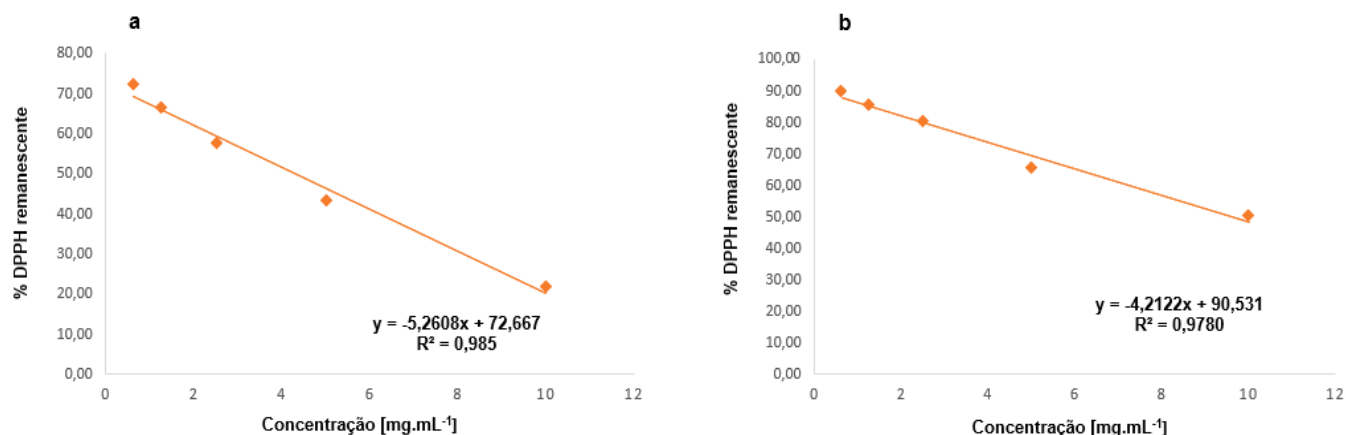 a
% DPPH remanescente
80,00
70,00
60,00
50,00
40,00
30,00
20,00
10,00
0,00
y = -5,2608x + 72,667
R² = 0,985
0 2 4 6 8 10 12
Concentração [mg.mL⁻¹]
b
% DPPH remanescente
100,00
90,00
80,00
70,00
60,00
50,00
40,00
30,00
20,00
10,00
0,00
y = -4,2122x + 90,531
R² = 0,9780
0 2 4 6 8 10 12
Concentração [mg.mL⁻¹]